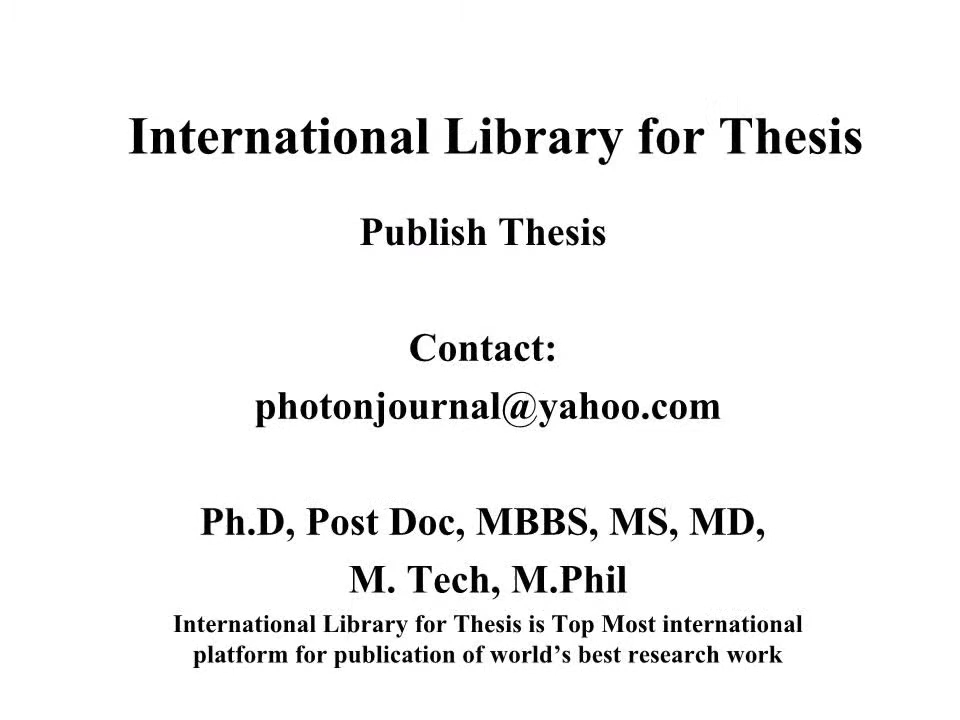 International Library for Thesis
Publish Thesis
Contact:
photonjournal@yahoo.com
Ph.D, Post Doc, MBBS, MS, MD,
M. Tech, M.Phil
International Library for Thesis is Top Most international
platform for publication of world’s best research work